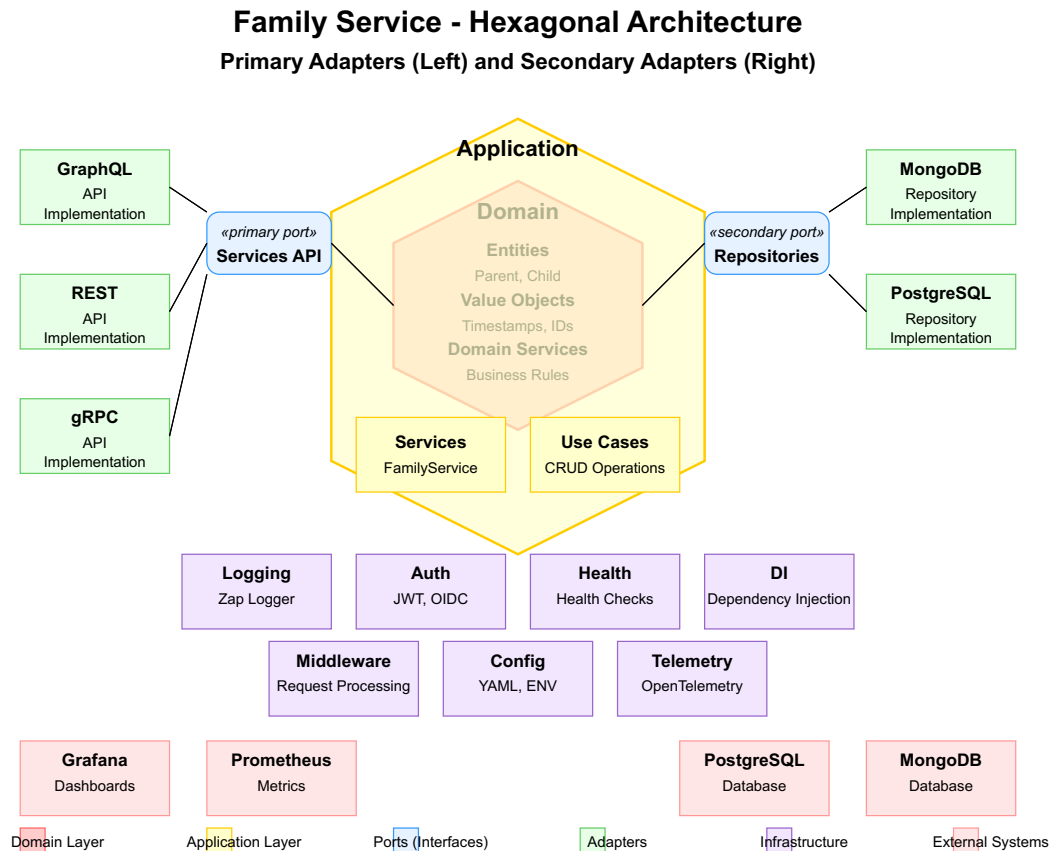 Family Service - Hexagonal Architecture
Primary Adapters (Left) and Secondary Adapters (Right)
Application
GraphQL
API
Implementation
«primary port»
Services API
REST
API
Implementation
gRPC
API
Implementation
Domain
Entities
Parent, Child
Value Objects
Timestamps, IDs
Domain Services
Business Rules
Services
FamilyService
Use Cases
CRUD Operations
«secondary port»
Repositories
MongoDB
Repository
Implementation
PostgreSQL
Repository
Implementation
Logging
Zap Logger
Auth
JWT, OIDC
Health
Health Checks
DI
Dependency Injection
Middleware
Request Processing
Config
YAML, ENV
Telemetry
OpenTelemetry
Grafana
Dashboards
Prometheus
Metrics
PostgreSQL
Database
MongoDB
Database
Domain Layer
Application Layer
Ports (Interfaces)
Adapters
Infrastructure
External Systems